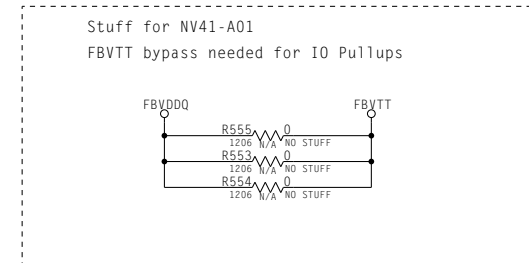 Stuff for NV41-A01
FBVTT bypass needed for IO Pullups
FBVDDQ FBVTT
R555 0
1206 N/A NO STUFF
R553 0
1206 N/A NO STUFF
R554 0
1206 N/A NO STUFF